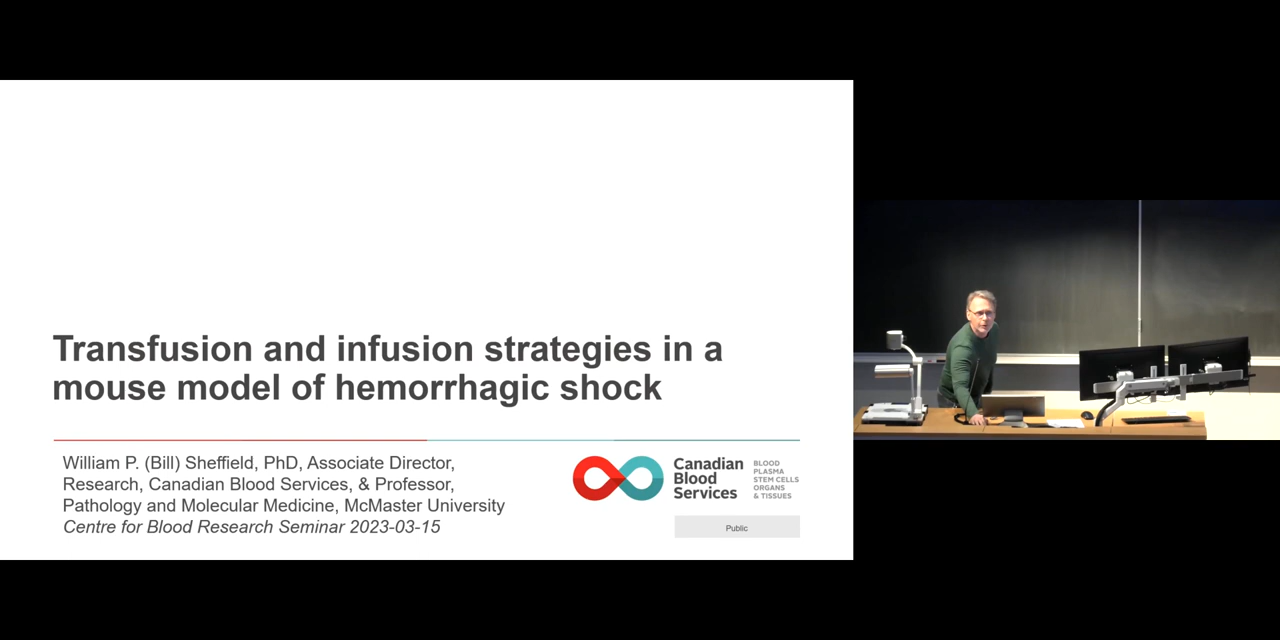 Transfusion and infusion strategies in a
mouse model of hemorrhagic shock
William P. (Bill) Sheffield, PhD, Associate Director,
Research, Canadian Blood Services, & Professor,
Pathology and Molecular Medicine, McMaster University
Centre for Blood Research Seminar 2023-03-15
Canadian
Blood
Services
BLOOD
PLASMA
STEM CELLS
ORGANS
& TISSUES
Public